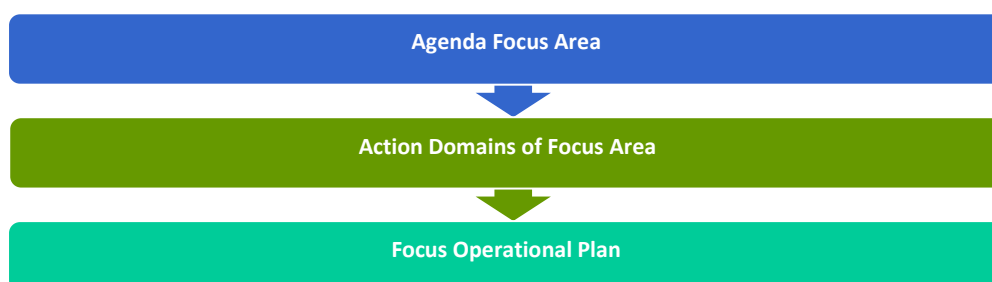 Agenda Focus Area
Action Domains of Focus Area
Focus Operational Plan